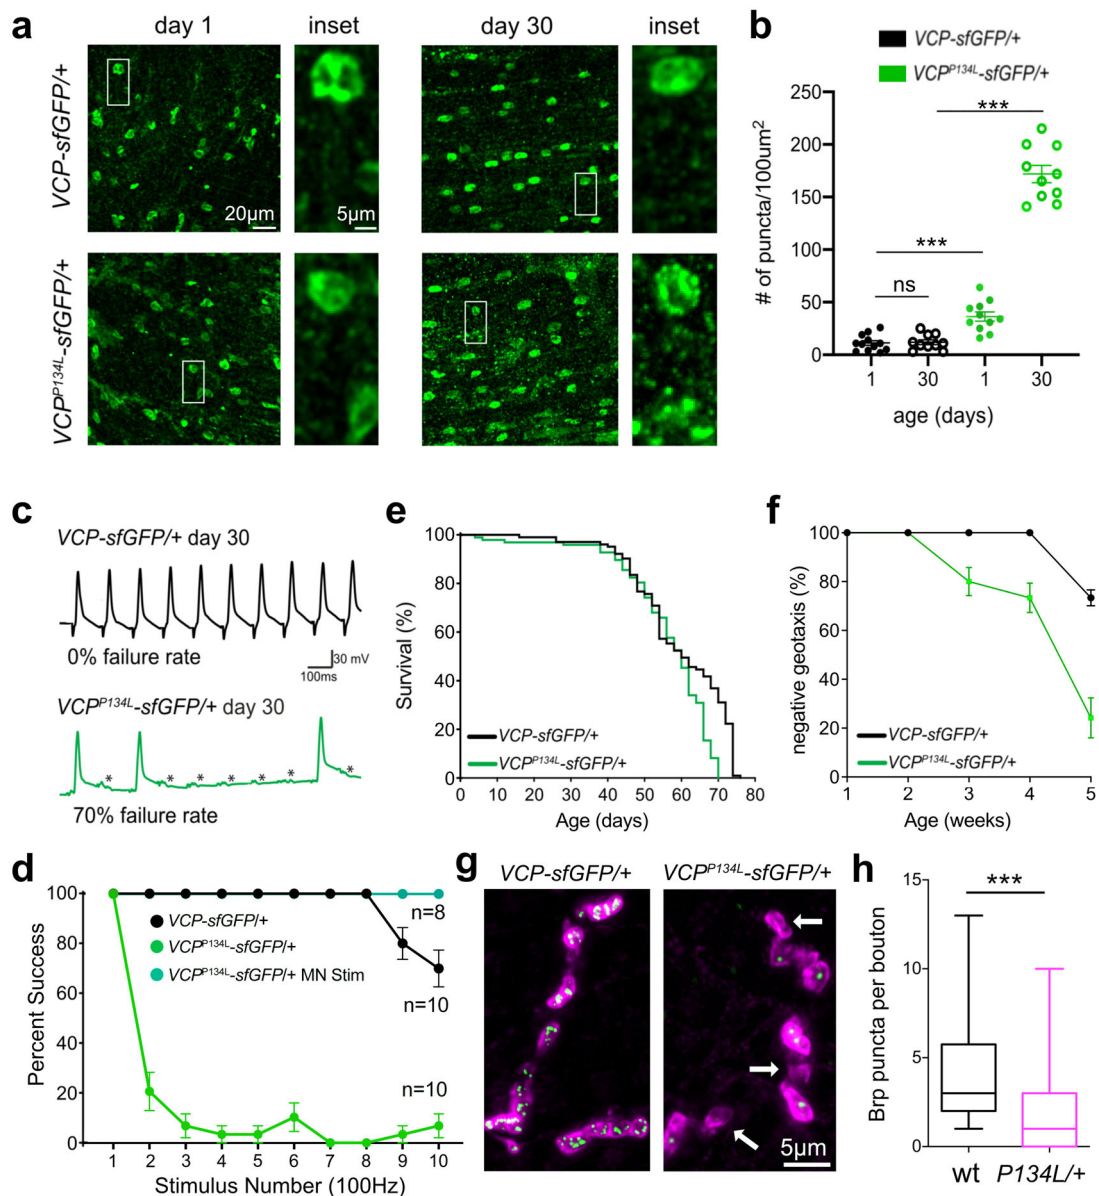 a
day 1
inset
day 30
inset
VCP-sfGFP/+
20µm
5µm
VCP^P134L-sfGFP/+
b
VCP-sfGFP/+
VCP^P134L-sfGFP/+
# of puncta/100um²
250
200
150
100
50
0
***
***
ns
1
30
1
30
age (days)
c
VCP-sfGFP/+ day 30
0% failure rate
30 mV
100ms
VCP^P134L-sfGFP/+ day 30
* * * * * * *
70% failure rate
e
Survival (%)
100
80
60
40
20
0
VCP-sfGFP/+
VCP^P134L-sfGFP/+
0 10 20 30 40 50 60 70 80
Age (days)
f
negative geotaxis (%)
100
80
60
40
20
0
VCP-sfGFP/+
VCP^P134L-sfGFP/+
1 2 3 4 5
Age (weeks)
d
Percent Success
100
80
60
40
20
0
VCP-sfGFP/+
VCP^P134L-sfGFP/+
VCP^P134L-sfGFP/+ MN Stim
n=8
n=10
n=10
1 2 3 4 5 6 7 8 9 10
Stimulus Number (100Hz)
g
VCP-sfGFP/+
VCP^P134L-sfGFP/+
5µm
h
Brp puncta per bouton
15
10
5
0
***
wt
P134L/+